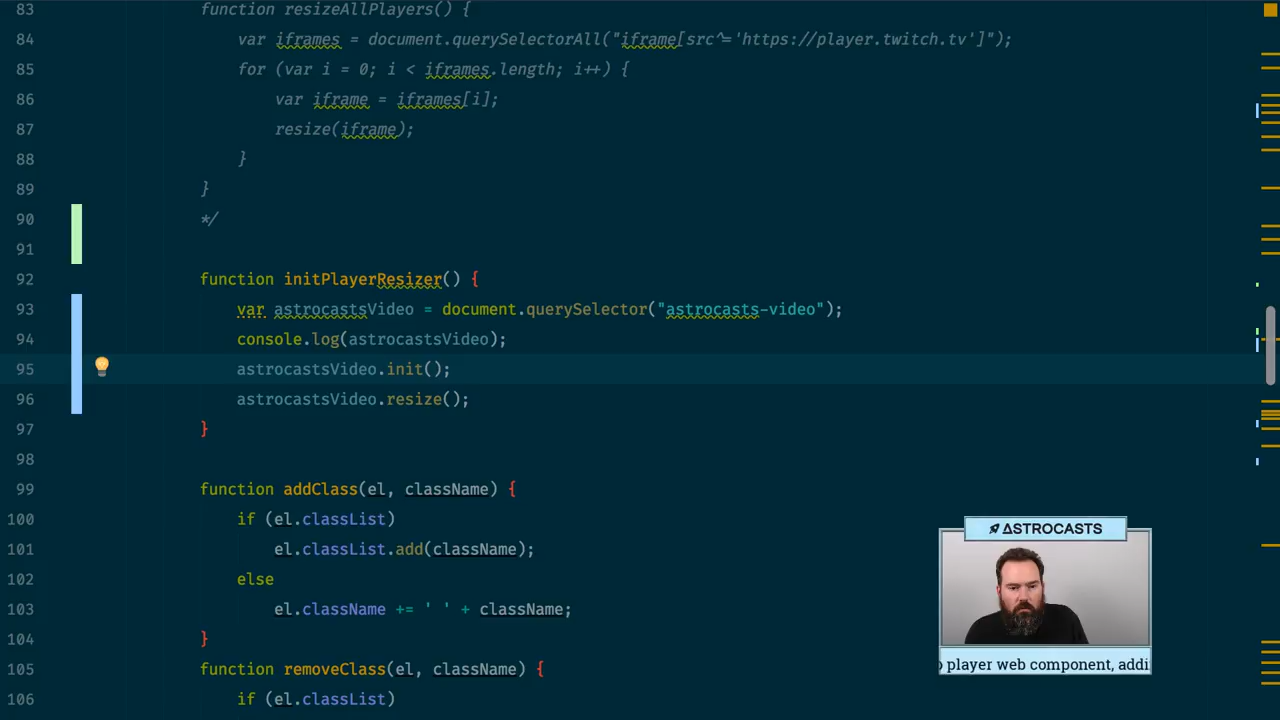 83 function resizeAllPlayers() {
84 var iframes = document.querySelectorAll("iframe[src^='https://player.twitch.tv']");
85 for (var i = 0; i < iframes.length; i++) {
86 var iframe = iframes[i];
87 resize(iframe);
88 }
89 }
90 */
91
92 function initPlayerResizer() {
93 var astrocastsVideo = document.querySelector("astrocasts-video");
94 console.log(astrocastsVideo);
95 astrocastsVideo.init();
96 astrocastsVideo.resize();
97 }
98
99 function addClass(el, className) {
100 if (el.classList)
101 el.classList.add(className);
102 else
103 el.className += ' ' + className;
104 }
105 function removeClass(el, className) {
106 if (el.classList)
ΔSTROCASTS
player web component, addi